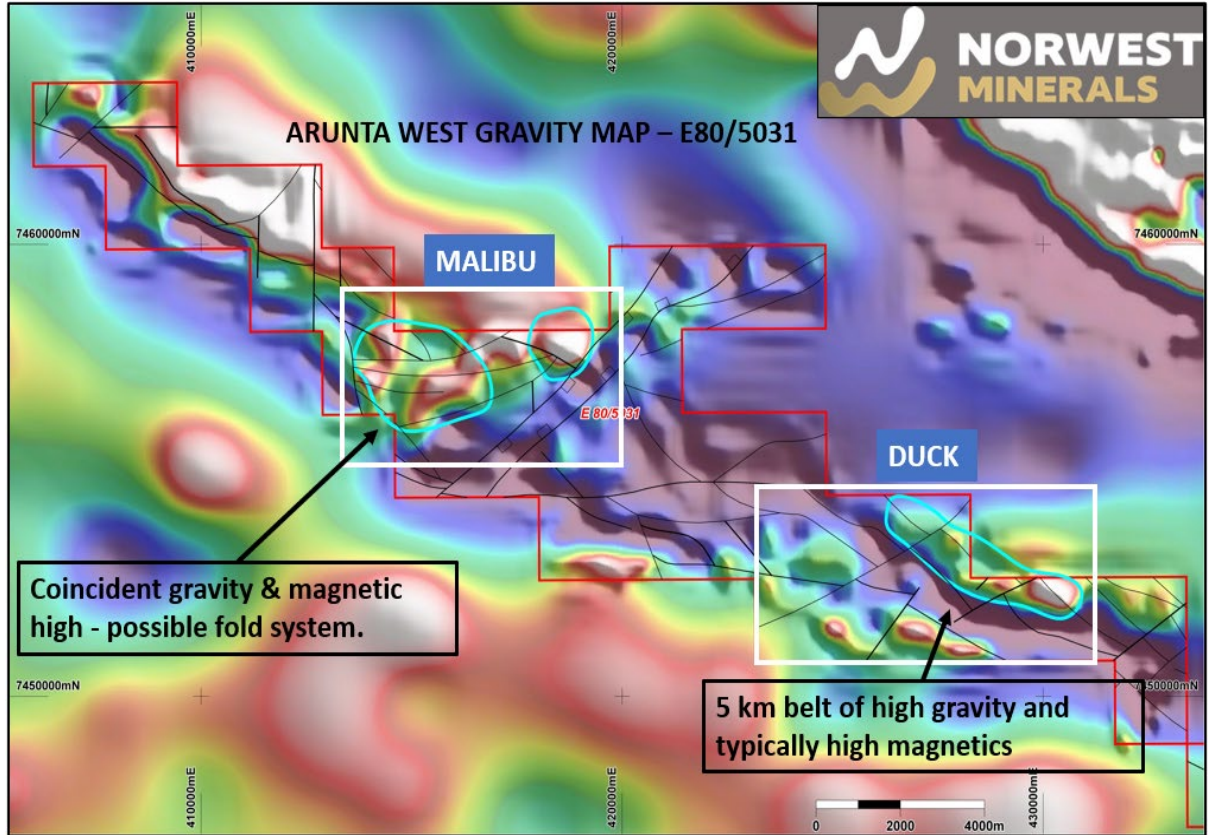 410000mE
420000mE
NORWEST
MINERALS
ARUNTA WEST GRAVITY MAP – E80/5031
7460000mN
7460000mN
MALIBU
E 80/5031
DUCK
Coincident gravity & magnetic
high - possible fold system.
7450000mN
7450000mN
5 km belt of high gravity and
typically high magnetics
410000mE
420000mE
430000mE
0 2000 4000m